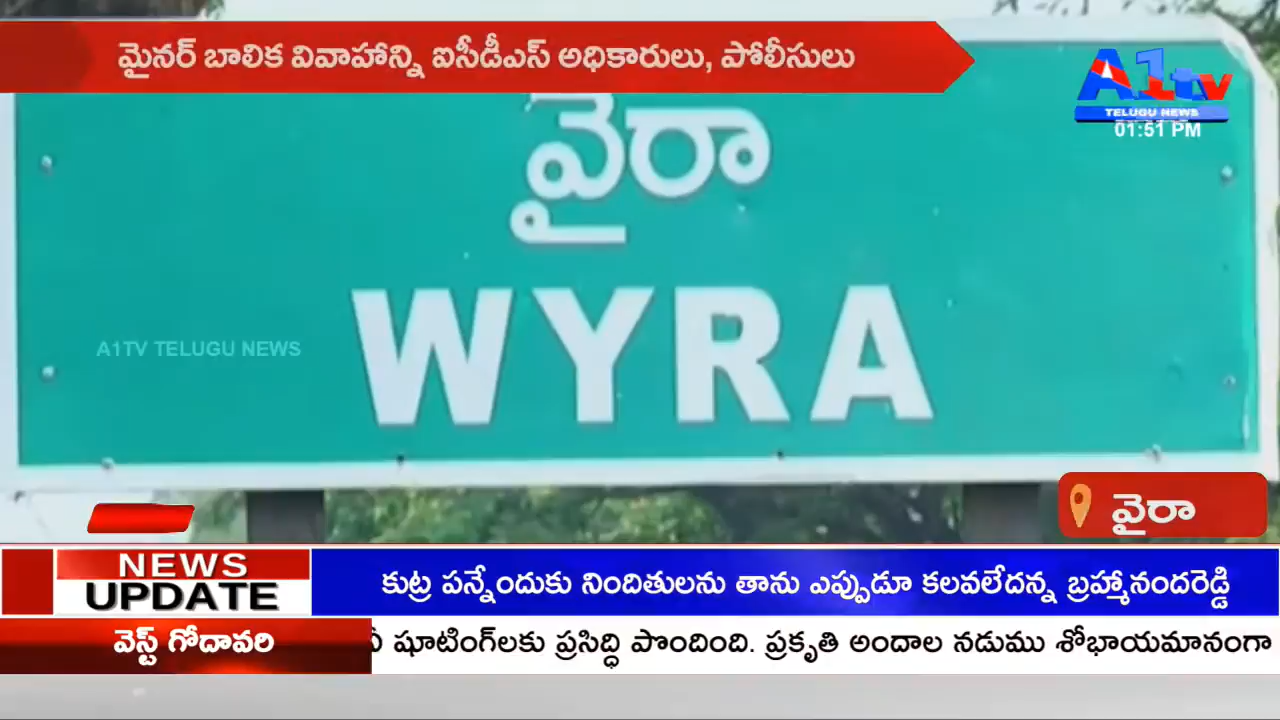 మైనర్ బాలిక వివాహాన్ని ఐసీడీఎస్ అధికారులు, పోలీసులు
A1tv
TELUGU NEWS
01:51 PM
వైరా
WYRA
A1TV TELUGU NEWS
వైరా
NEWS
UPDATE
కుట్ర పన్నేందుకు నిందితులను తాను ఎప్పుడూ కలవలేదన్న బ్రహ్మానందరెడ్డి
వెస్ట్ గోదావరి
షూటింగ్‌లకు ప్రసిద్ధి పొందింది. ప్రకృతి అందాల నడుము శోభాయమానంగా